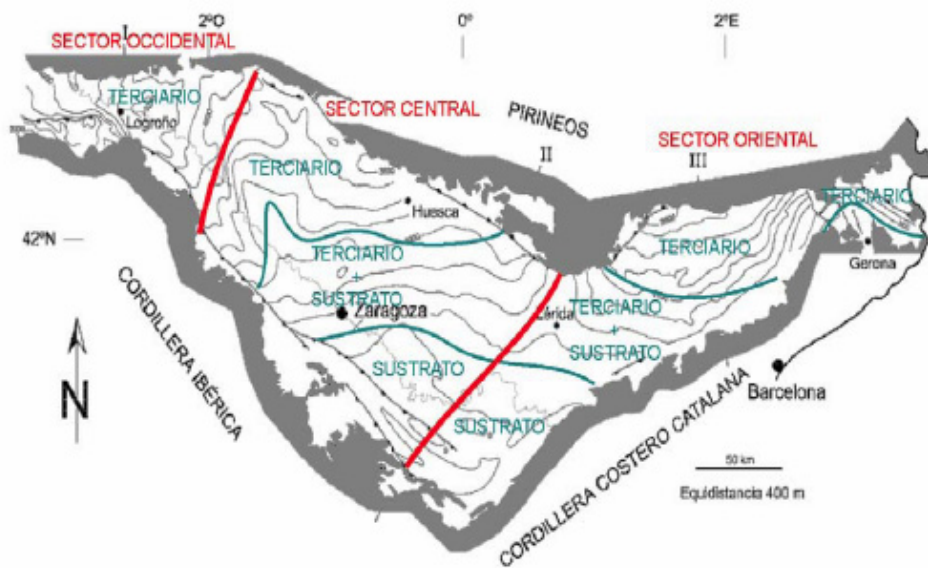 I 2ºO 0º 2ºE
SECTOR OCCIDENTAL
TERCIARIO
Logroño
SECTOR CENTRAL
PIRINEOS
II
SECTOR ORIENTAL
III
TERCIARIO
Huesca
TERCIARIO
TERCIARIO
Gerona
42ºN
TERCIARIO
+
SUSTRATO
Zaragoza
TERCIARIO
Lérida
+
SUSTRATO
SUSTRATO
SUSTRATO
Barcelona
N
CORDILLERA IBÉRICA
CORDILLERA COSTERO CATALANA
50 km
Equidistancia 400 m